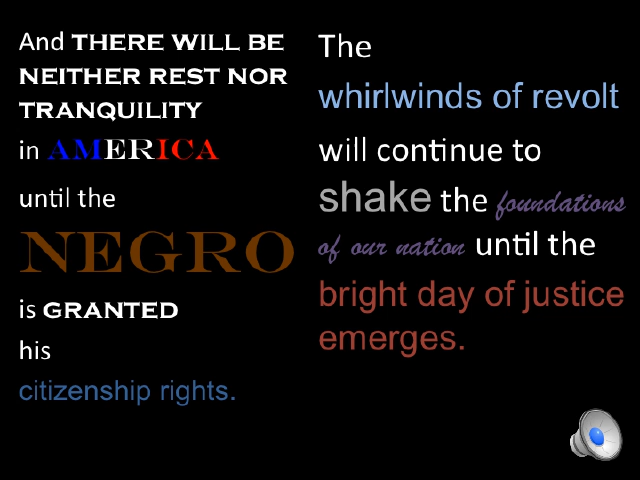 And THERE WILL BE
NEITHER REST NOR
TRANQUILITY
in AMERICA
until the
NEGRO
is GRANTED
his
citizenship rights.
The
whirlwinds of revolt
will continue to
shake the foundations
of our nation until the
bright day of justice
emerges.